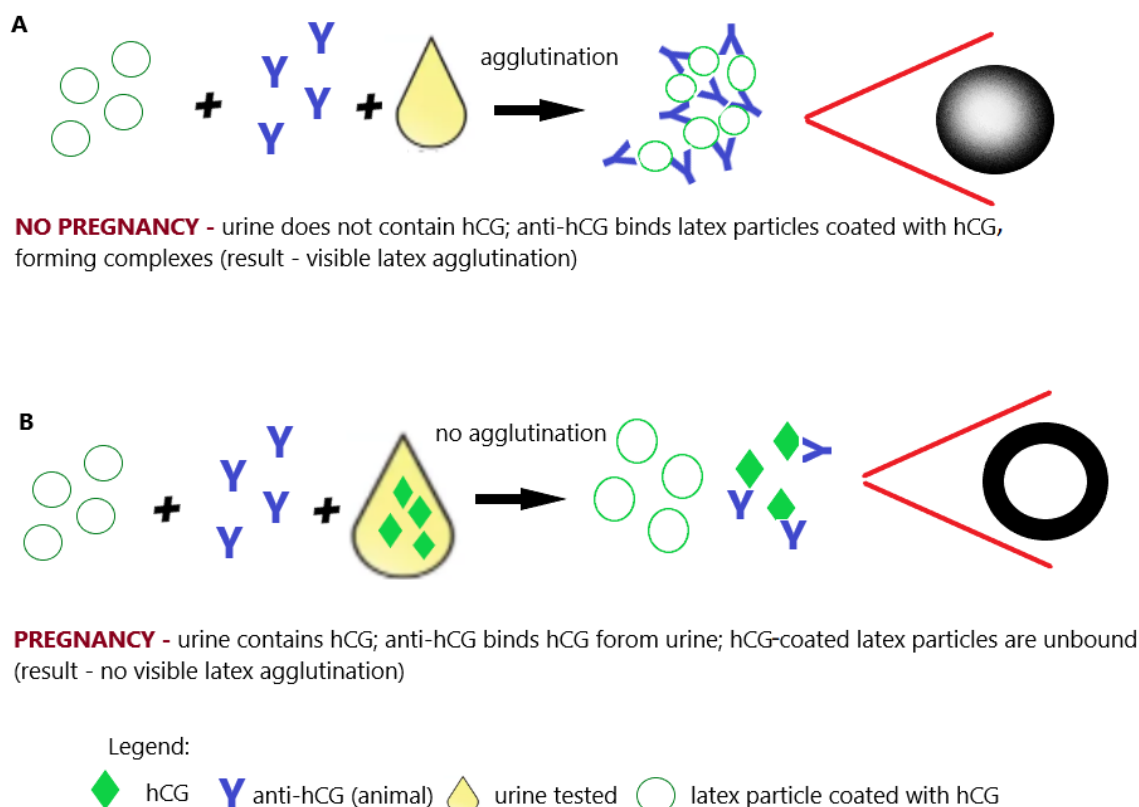 A
agglutination
NO PREGNANCY - urine does not contain hCG; anti-hCG binds latex particles coated with hCG,
forming complexes (result - visible latex agglutination)
B
no agglutination
PREGNANCY - urine contains hCG; anti-hCG binds hCG forom urine; hCG-coated latex particles are unbound
(result - no visible latex agglutination)
Legend:
hCG anti-hCG (animal) urine tested latex particle coated with hCG